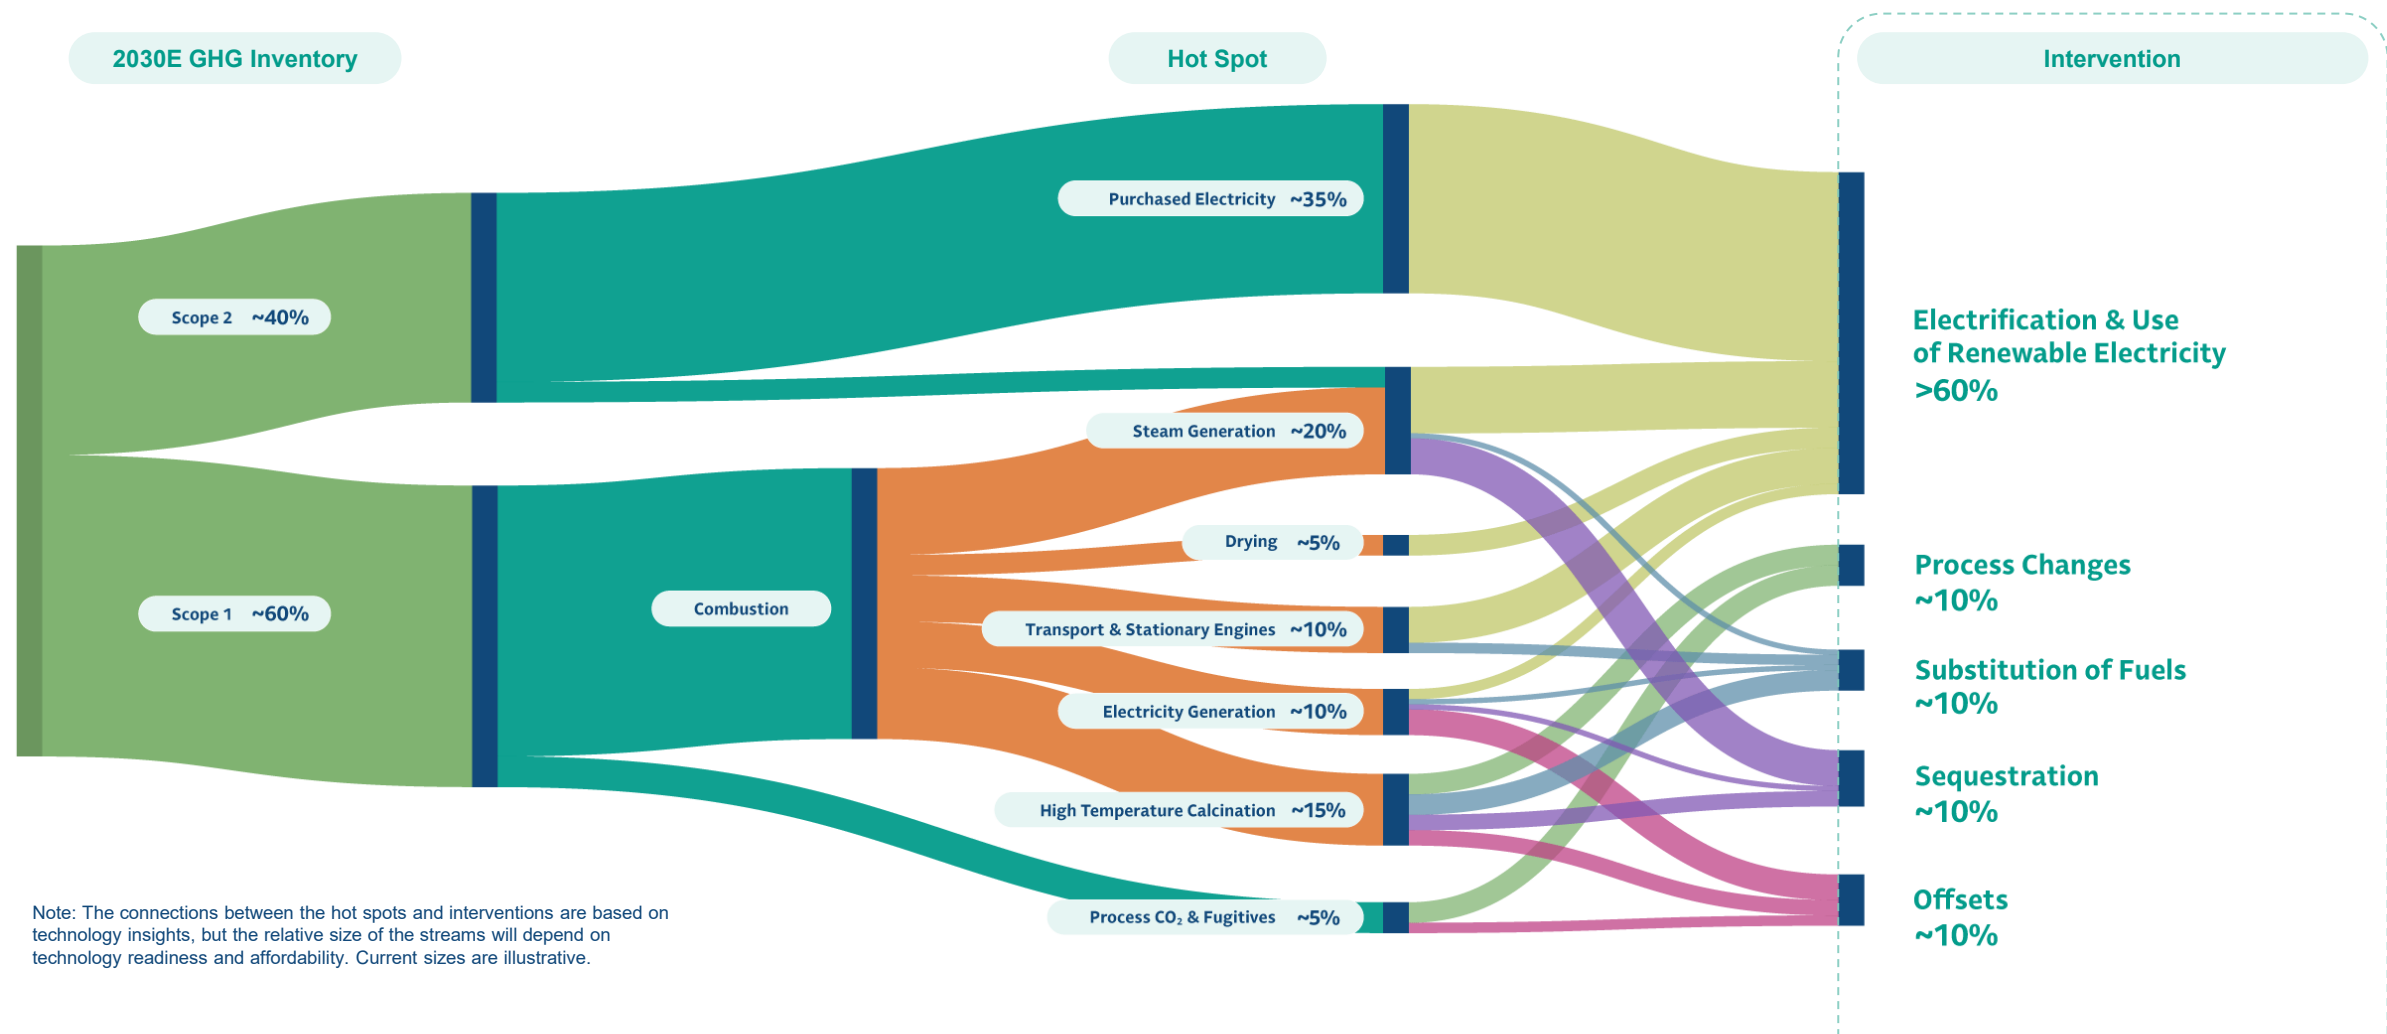 2030E GHG Inventory
Hot Spot
Intervention
Scope 2 ~40%
Scope 1 ~60%
Combustion
Purchased Electricity ~35%
Steam Generation ~20%
Drying ~5%
Transport & Stationary Engines ~10%
Electricity Generation ~10%
High Temperature Calcination ~15%
Process CO₂ & Fugitives ~5%
Electrification & Use
of Renewable Electricity
>60%
Process Changes
~10%
Substitution of Fuels
~10%
Sequestration
~10%
Offsets
~10%
Note: The connections between the hot spots and interventions are based on
technology insights, but the relative size of the streams will depend on
technology readiness and affordability. Current sizes are illustrative.